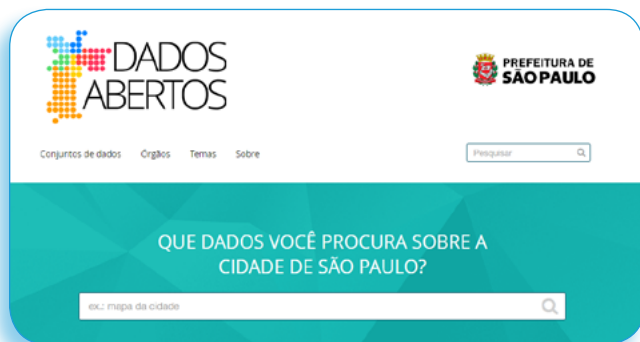 DADOS
ABERTOS
PREFEITURA DE
SÃO PAULO
Conjuntos de dados Órgãos Temas Sobre
Pesquisar
QUE DADOS VOCÊ PROCURA SOBRE A
CIDADE DE SÃO PAULO?
ex.: mapa da cidade